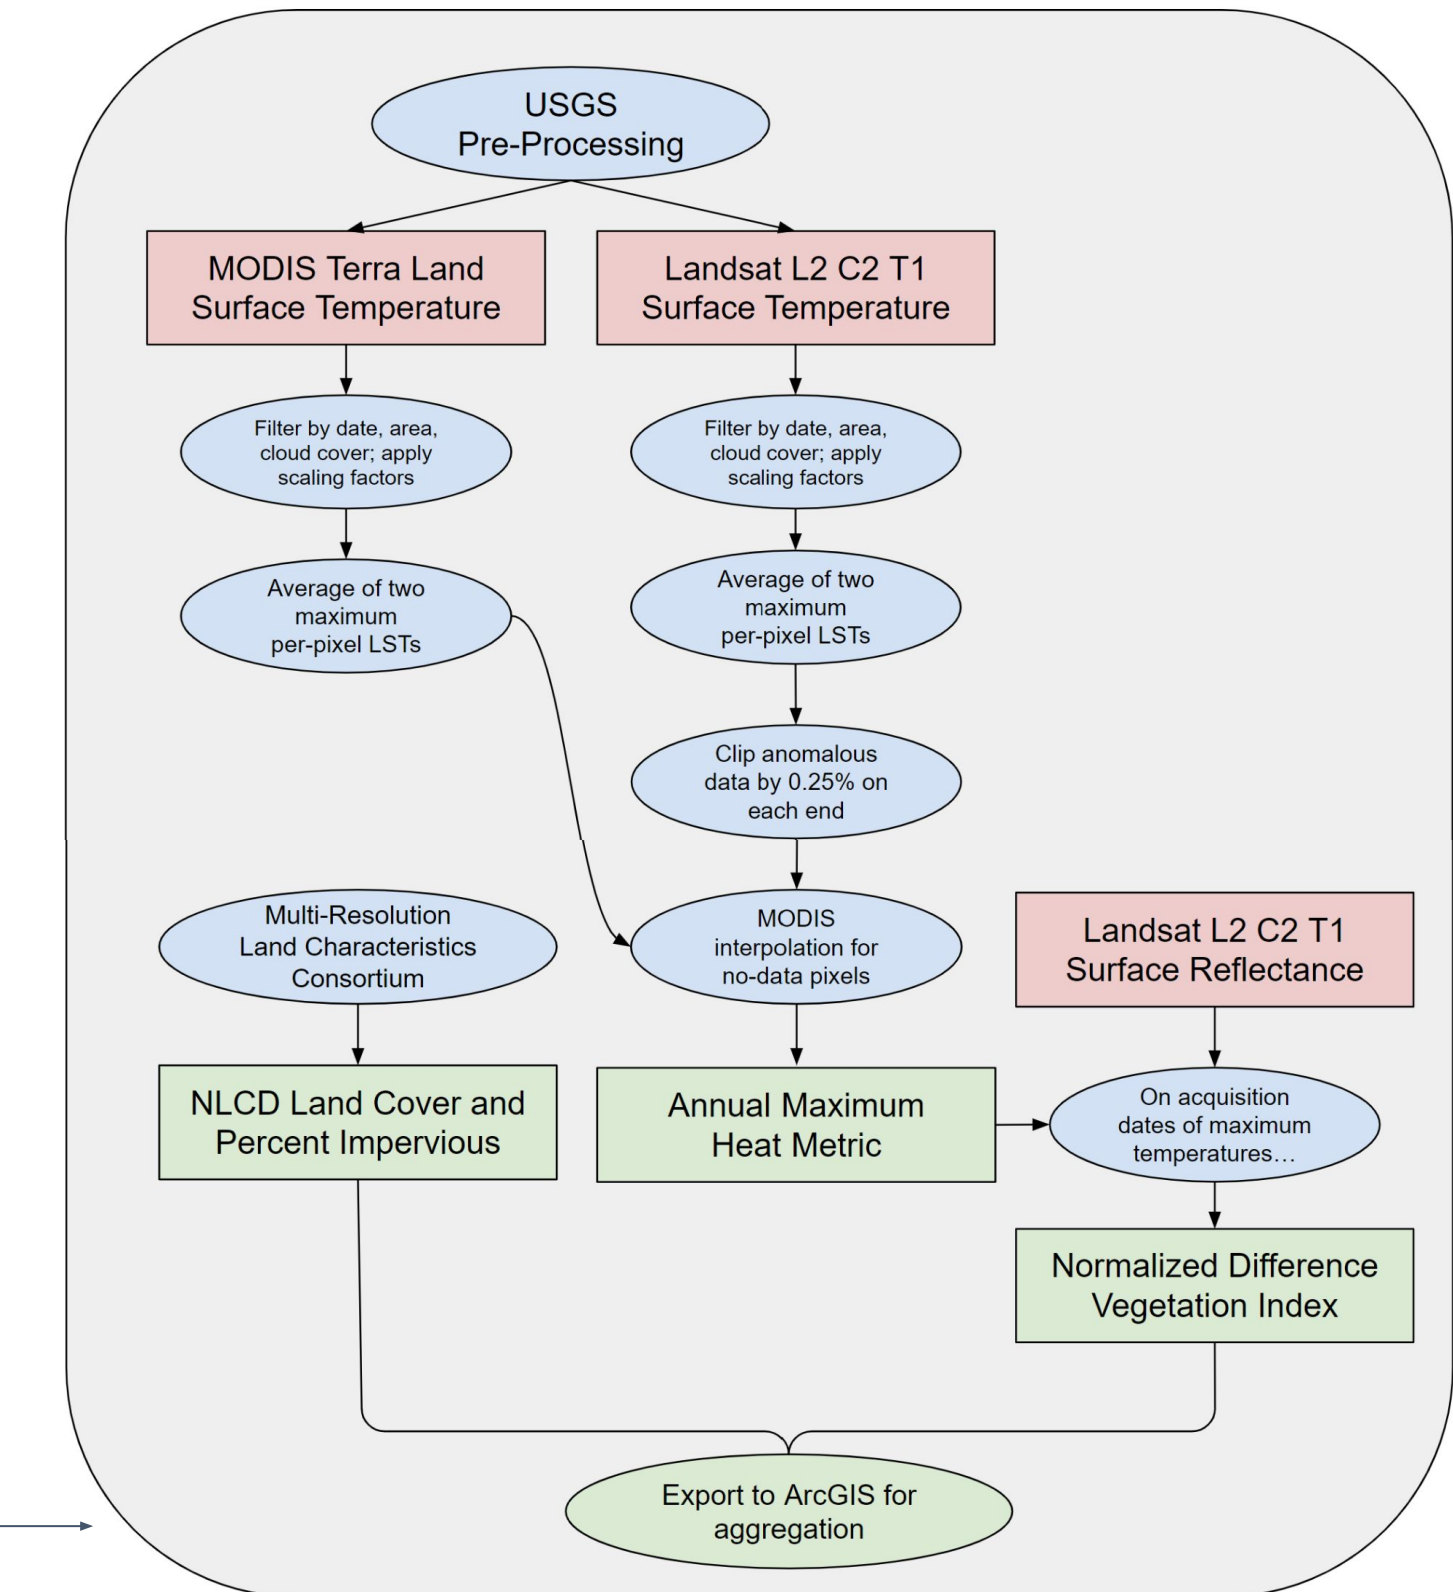 USGS
Pre-Processing
MODIS Terra Land
Surface Temperature
Landsat L2 C2 T1
Surface Temperature
Filter by date, area,
cloud cover; apply
scaling factors
Filter by date, area,
cloud cover; apply
scaling factors
Average of two
maximum
per-pixel LSTs
Average of two
maximum
per-pixel LSTs
Clip anomalous
data by 0.25% on
each end
Multi-Resolution
Land Characteristics
Consortium
MODIS
interpolation for
no-data pixels
Landsat L2 C2 T1
Surface Reflectance
NLCD Land Cover and
Percent Impervious
Annual Maximum
Heat Metric
On acquisition
dates of maximum
temperatures…
Normalized Difference
Vegetation Index
Export to ArcGIS for
aggregation